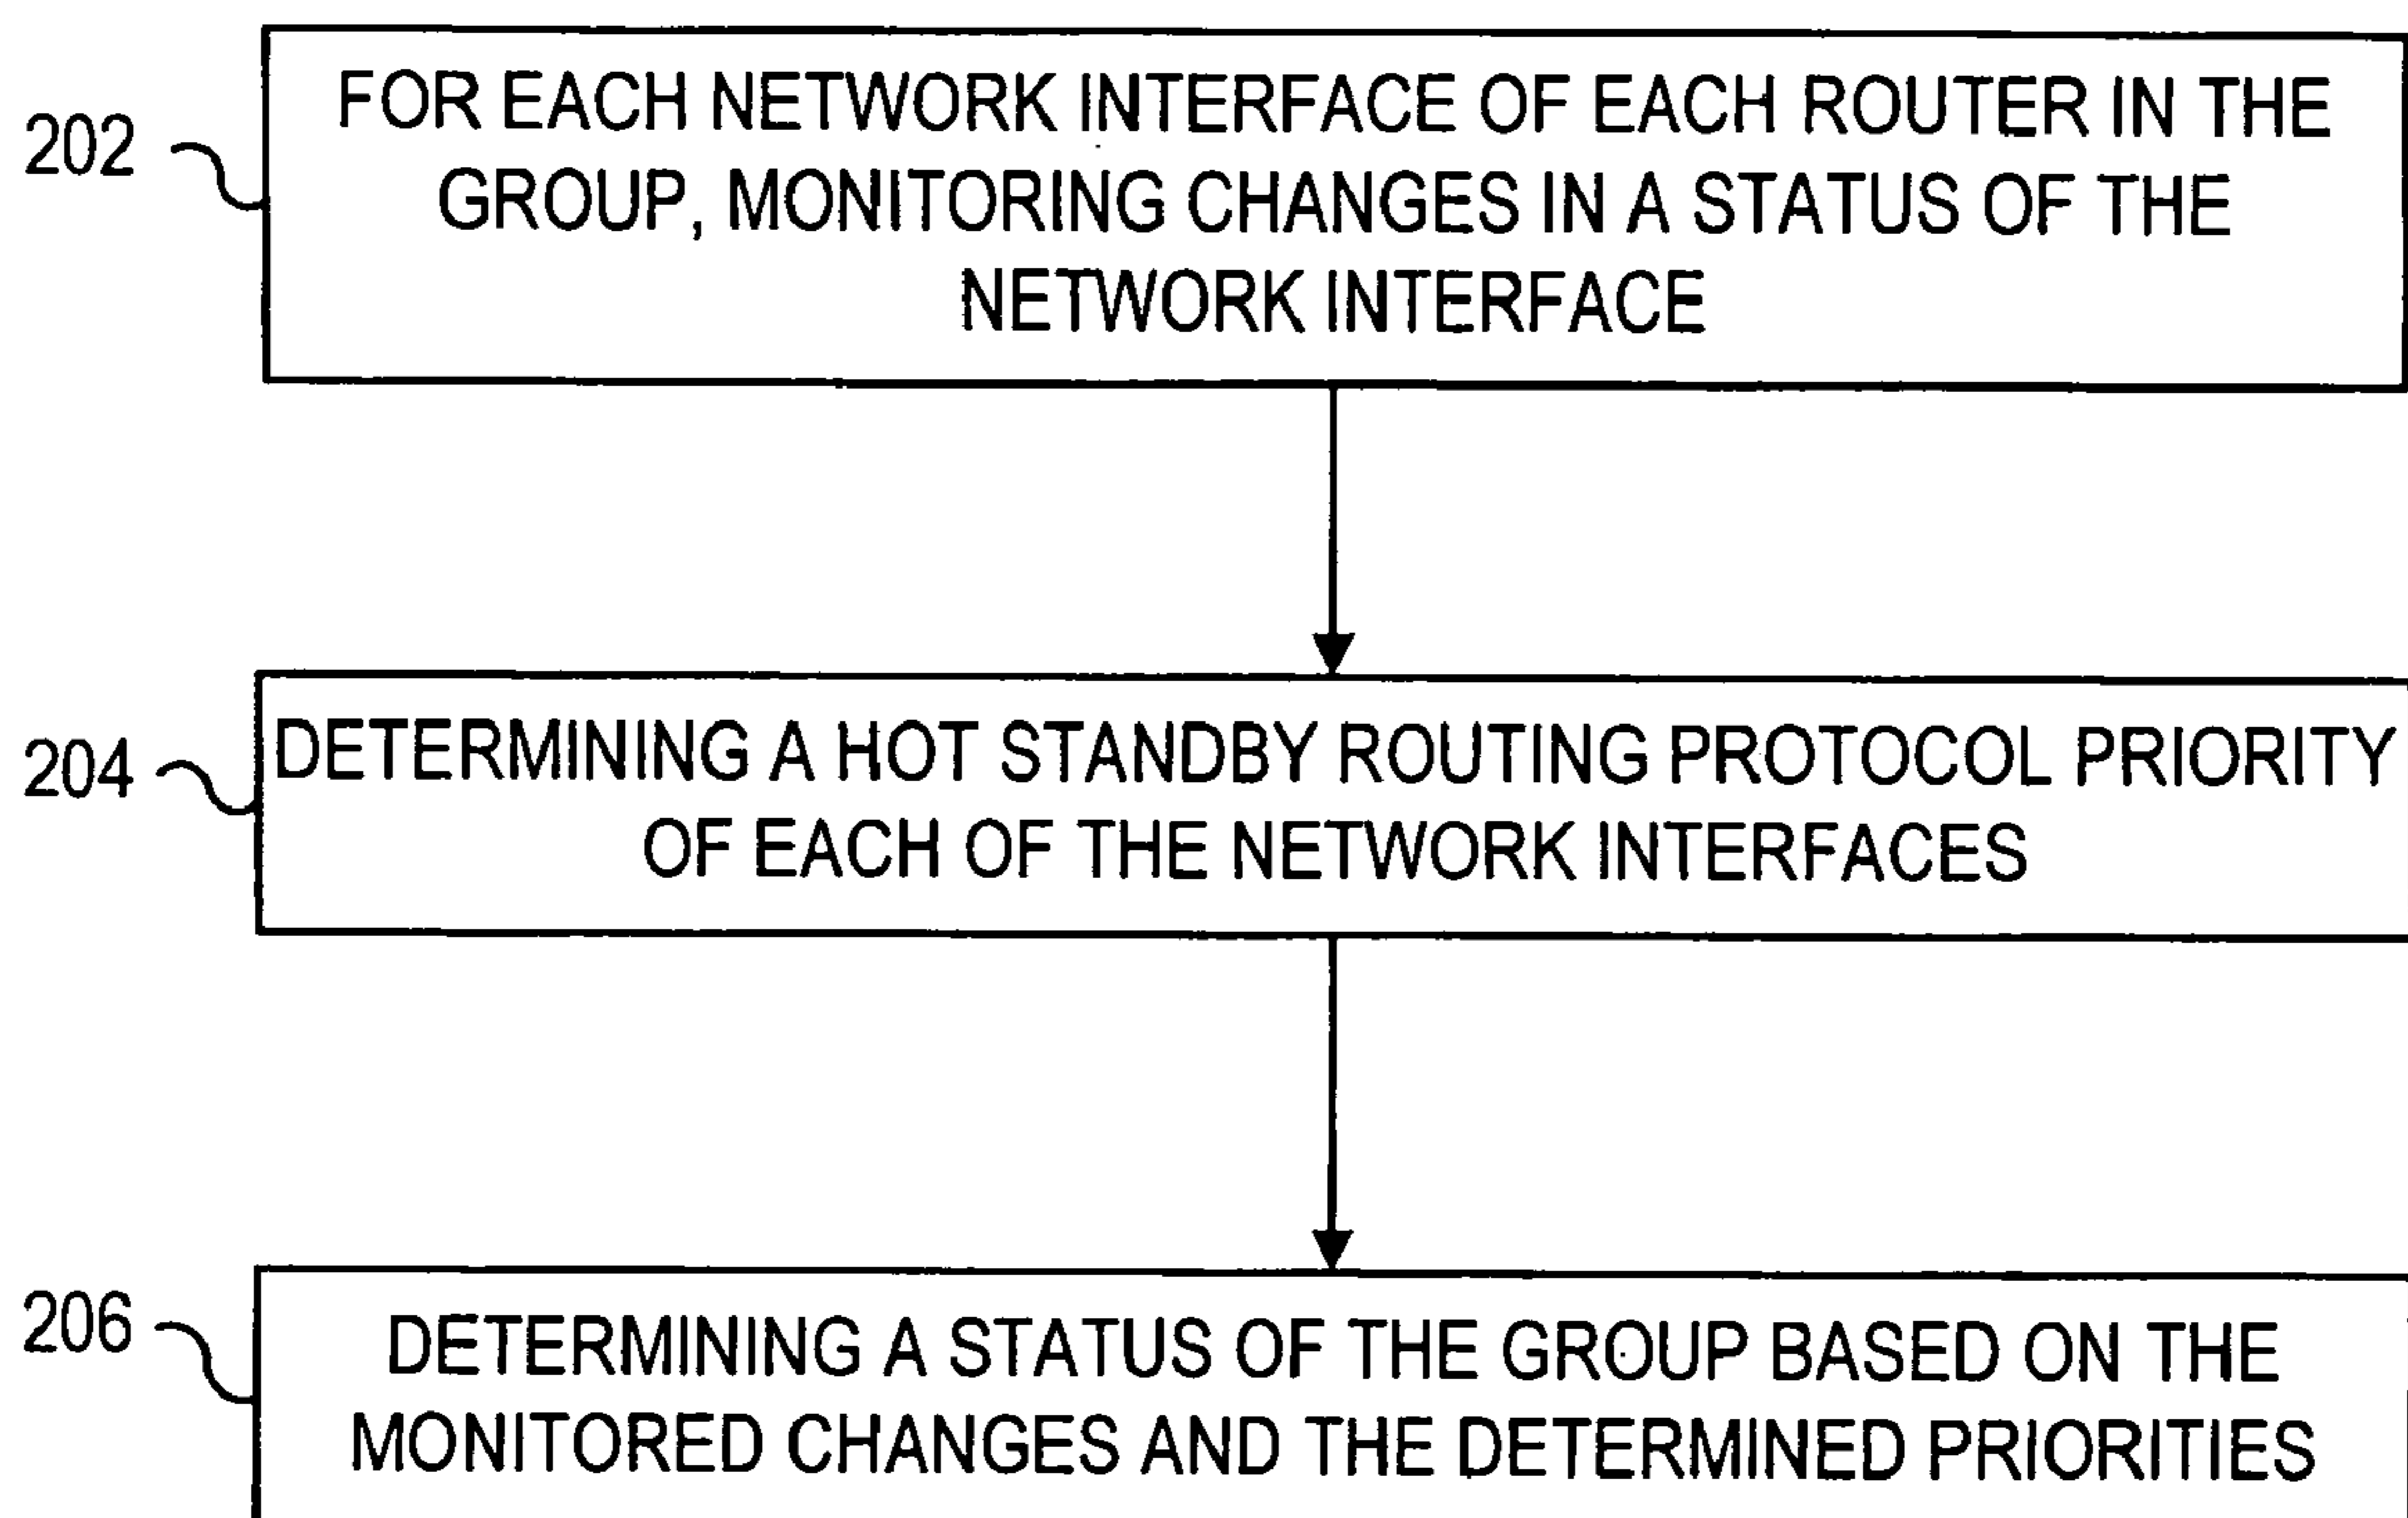 202
FOR EACH NETWORK INTERFACE OF EACH ROUTER IN THE
GROUP, MONITORING CHANGES IN A STATUS OF THE
NETWORK INTERFACE
204
DETERMINING A HOT STANDBY ROUTING PROTOCOL PRIORITY
OF EACH OF THE NETWORK INTERFACES
206
DETERMINING A STATUS OF THE GROUP BASED ON THE
MONITORED CHANGES AND THE DETERMINED PRIORITIES